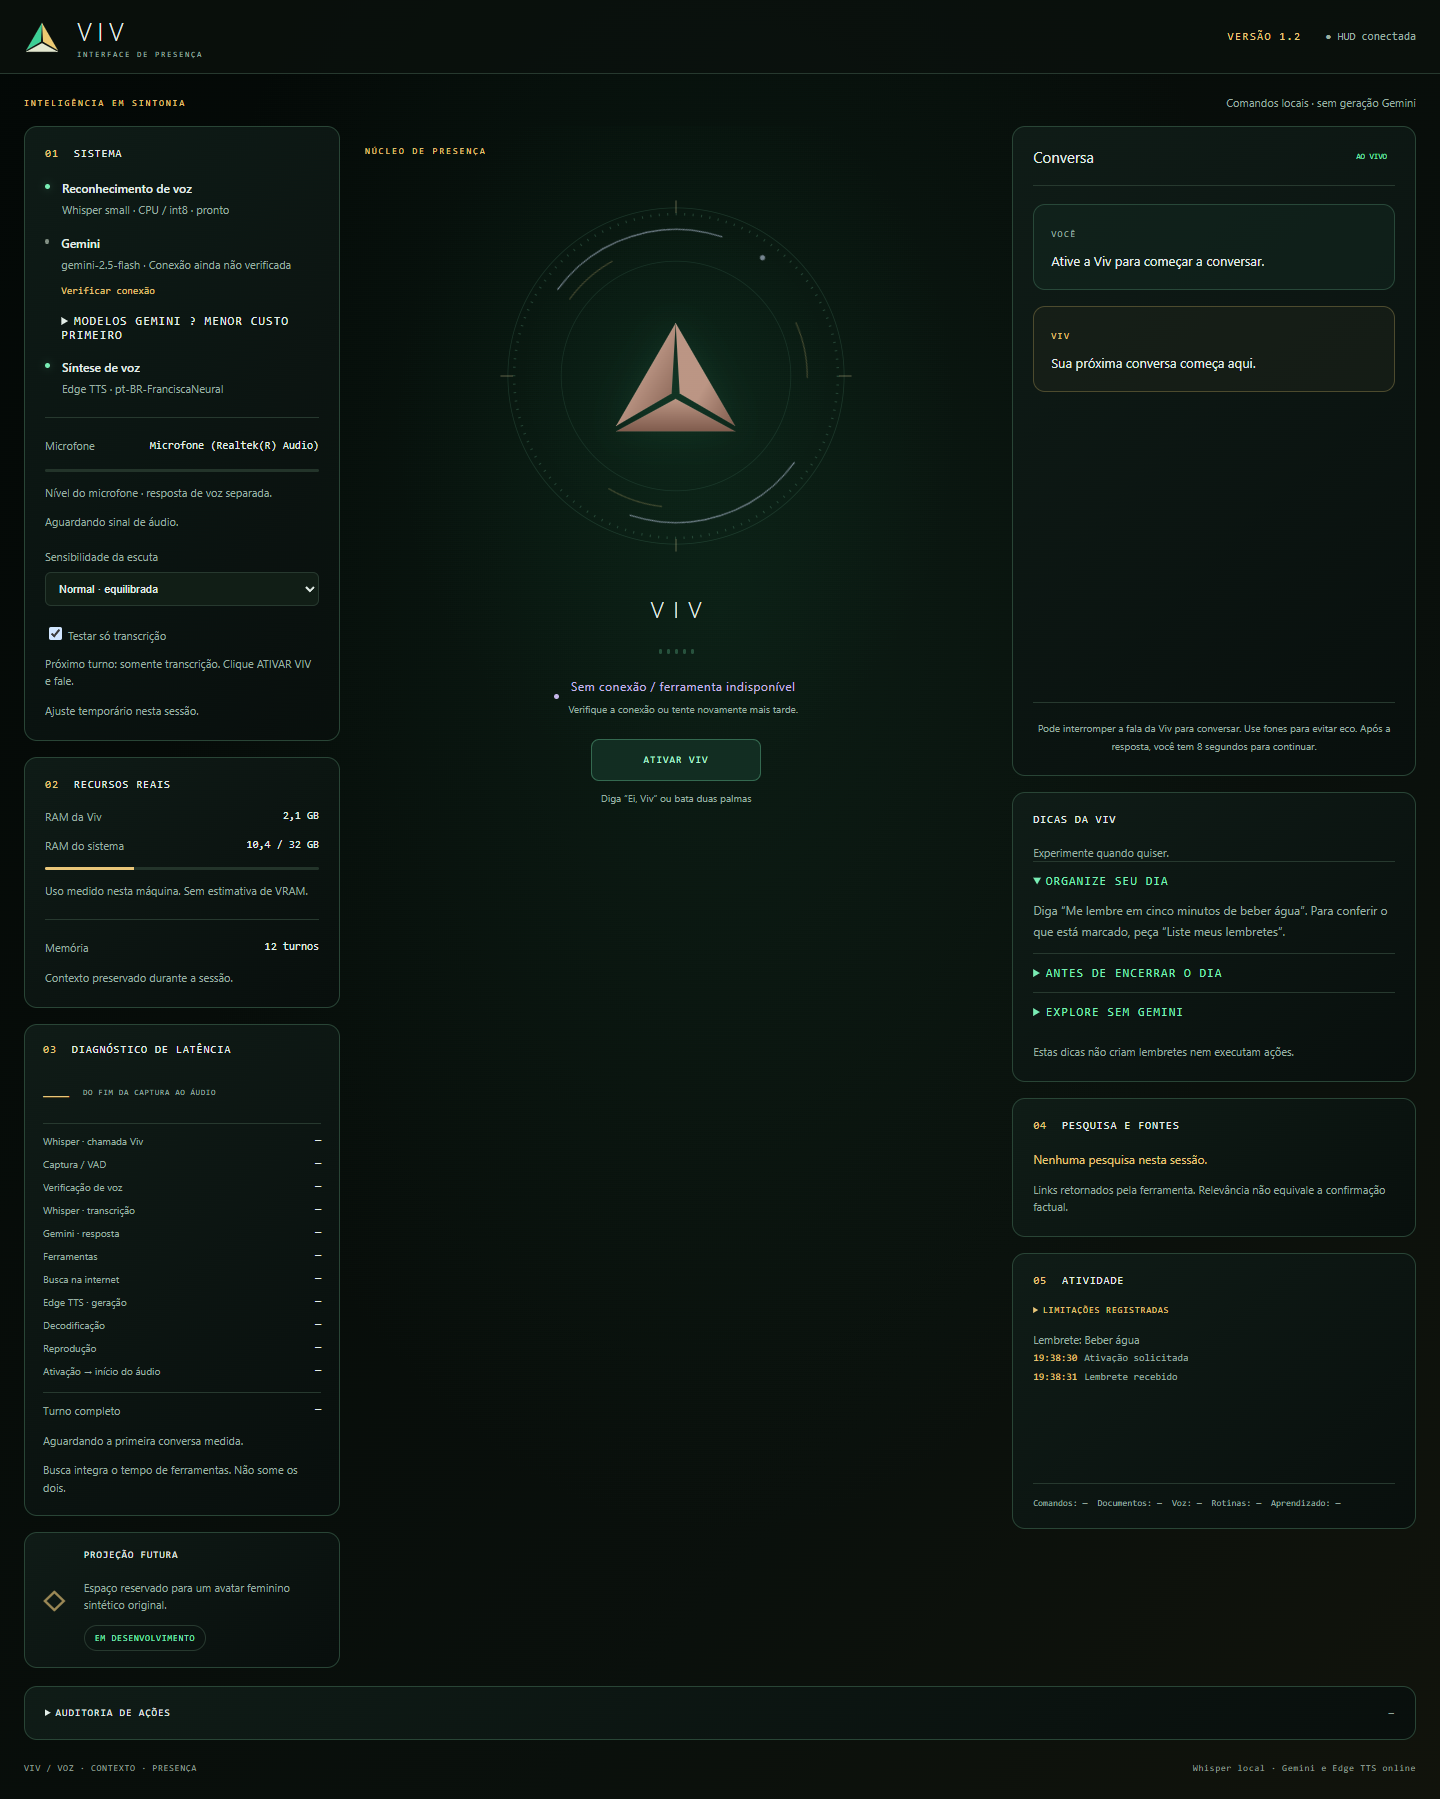 VIV
INTERFACE DE PRESENÇA
VERSÃO 1.2
HUD conectada
INTELIGÊNCIA EM SINTONIA
Comandos locais · sem geração Gemini
01 SISTEMA
Reconhecimento de voz
Whisper small · CPU / int8 · pronto
Gemini
gemini-2.5-flash · Conexão ainda não verificada
Verificar conexão
MODELOS GEMINI ? MENOR CUSTO
PRIMEIRO
Síntese de voz
Edge TTS · pt-BR-FranciscaNeural
Microfone Microfone (Realtek(R) Audio)
Nível do microfone · resposta de voz separada.
Aguardando sinal de áudio.
Sensibilidade da escuta
Normal · equilibrada
Testar só transcrição
Próximo turno: somente transcrição. Clique ATIVAR VIV
e fale.
Ajuste temporário nesta sessão.
02 RECURSOS REAIS
RAM da Viv 2,1 GB
RAM do sistema 10,4 / 32 GB
Uso medido nesta máquina. Sem estimativa de VRAM.
Memória 12 turnos
Contexto preservado durante a sessão.
03 DIAGNÓSTICO DE LATÊNCIA
— DO FIM DA CAPTURA AO ÁUDIO
Whisper · chamada Viv —
Captura / VAD —
Verificação de voz —
Whisper · transcrição —
Gemini · resposta —
Ferramentas —
Busca na internet —
Edge TTS · geração —
Decodificação —
Reprodução —
Ativação → início do áudio —
Turno completo —
Aguardando a primeira conversa medida.
Busca integra o tempo de ferramentas. Não some os
dois.
PROJEÇÃO FUTURA
Espaço reservado para um avatar feminino
sintético original.
EM DESENVOLVIMENTO
NÚCLEO DE PRESENÇA
VIV
Sem conexão / ferramenta indisponível
Verifique a conexão ou tente novamente mais tarde.
ATIVAR VIV
Diga “Ei, Viv” ou bata duas palmas
Conversa
AO VIVO
VOCÊ
Ative a Viv para começar a conversar.
VIV
Sua próxima conversa começa aqui.
Pode interromper a fala da Viv para conversar. Use fones para evitar eco. Após a
resposta, você tem 8 segundos para continuar.
DICAS DA VIV
Experimente quando quiser.
ORGANIZE SEU DIA
Diga “Me lembre em cinco minutos de beber água”. Para conferir o
que está marcado, peça “Liste meus lembretes”.
ANTES DE ENCERRAR O DIA
EXPLORE SEM GEMINI
Estas dicas não criam lembretes nem executam ações.
04 PESQUISA E FONTES
Nenhuma pesquisa nesta sessão.
Links retornados pela ferramenta. Relevância não equivale a confirmação
factual.
05 ATIVIDADE
LIMITAÇÕES REGISTRADAS
Lembrete: Beber água
19:38:30 Ativação solicitada
19:38:31 Lembrete recebido
Comandos: — Documentos: — Voz: — Rotinas: — Aprendizado: —
AUDITORIA DE AÇÕES —
VIV / VOZ · CONTEXTO · PRESENÇA
Whisper local · Gemini e Edge TTS online